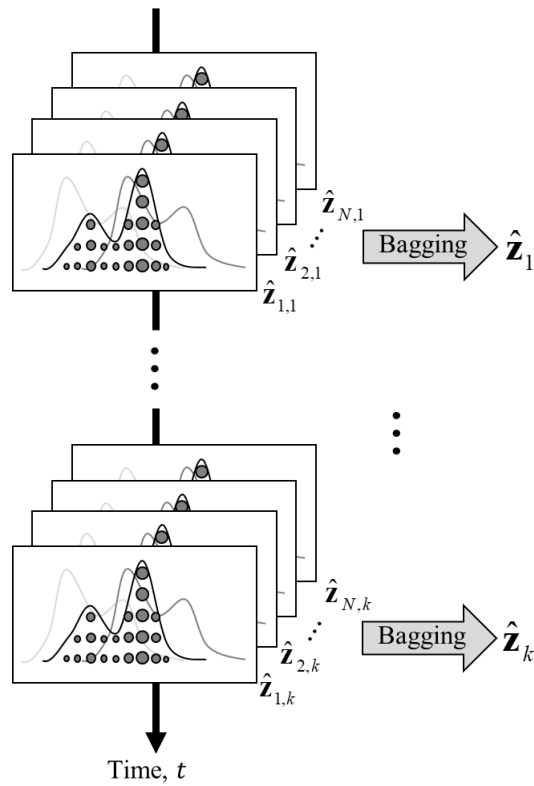 ẑ_{N,1}
ẑ_{2,1}
ẑ_{1,1}
Bagging
ẑ_1
ẑ_{N,k}
ẑ_{2,k}
ẑ_{1,k}
Bagging
ẑ_k
Time, t